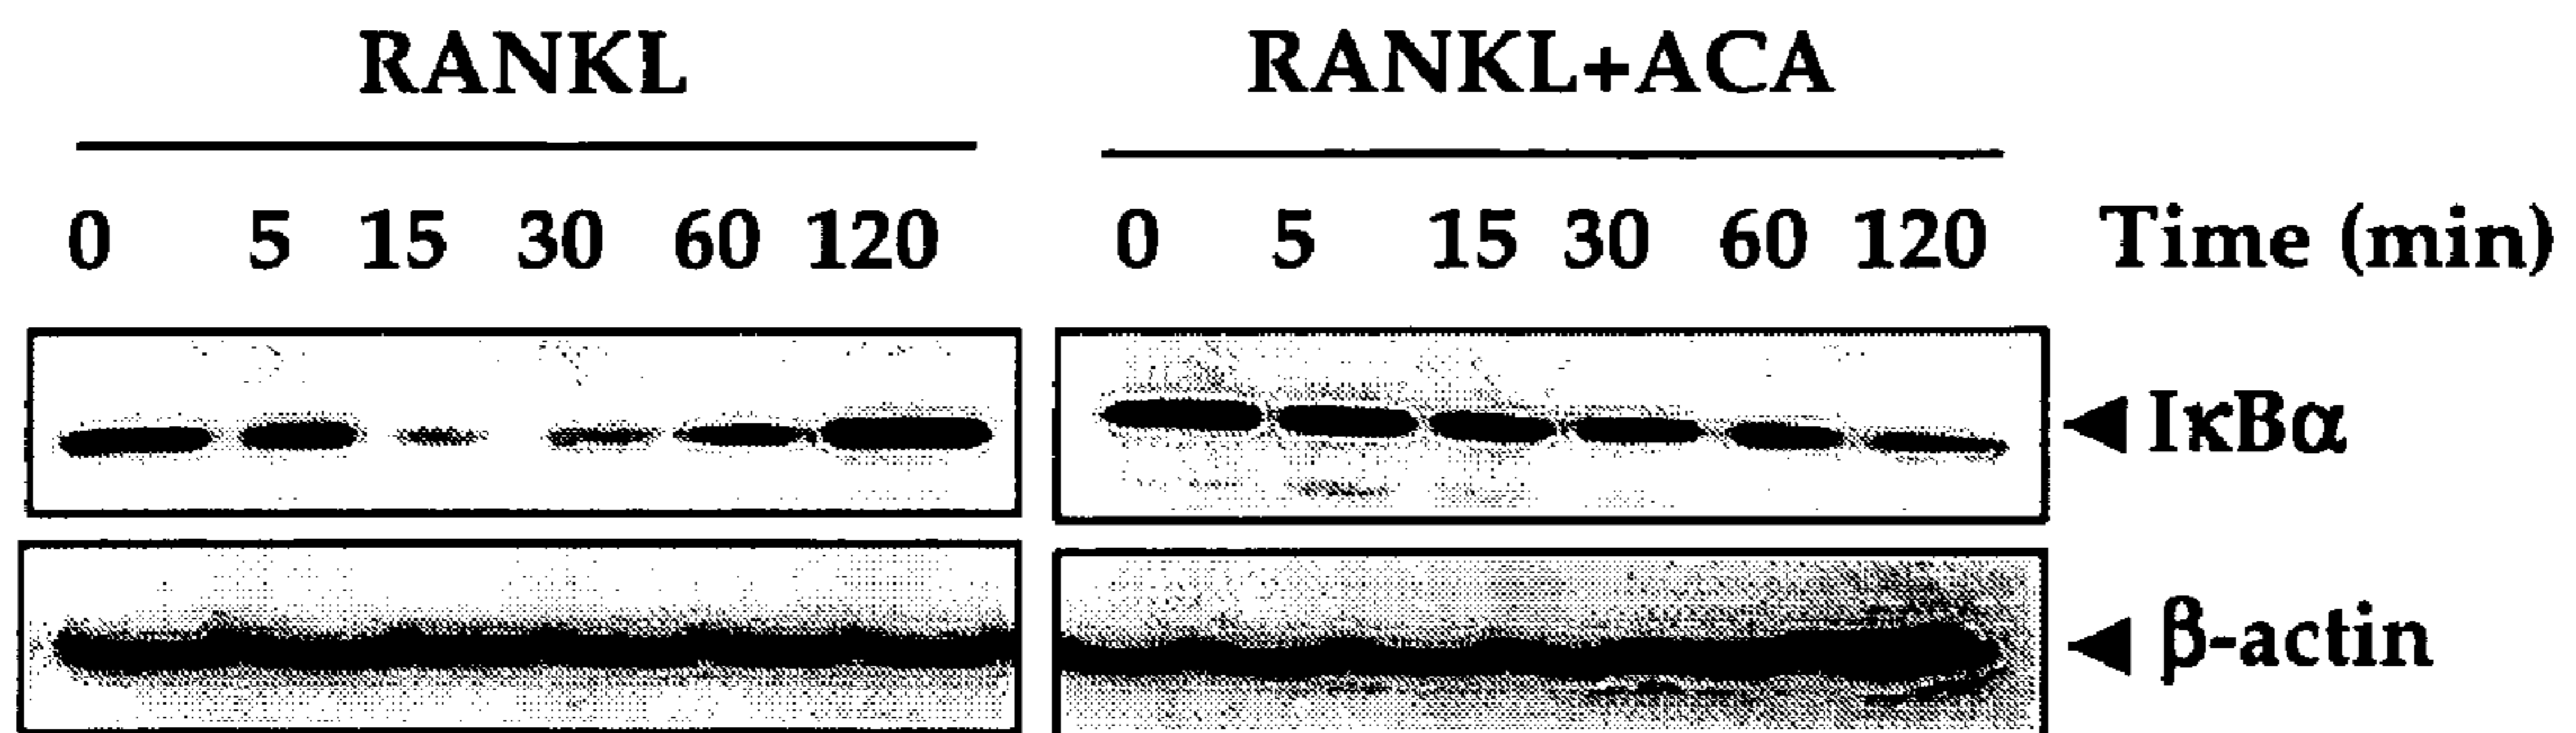 RANKL RANKL+ACA
0 5 15 30 60 120 0 5 15 30 60 120 Time (min)
IκBα
β-actin